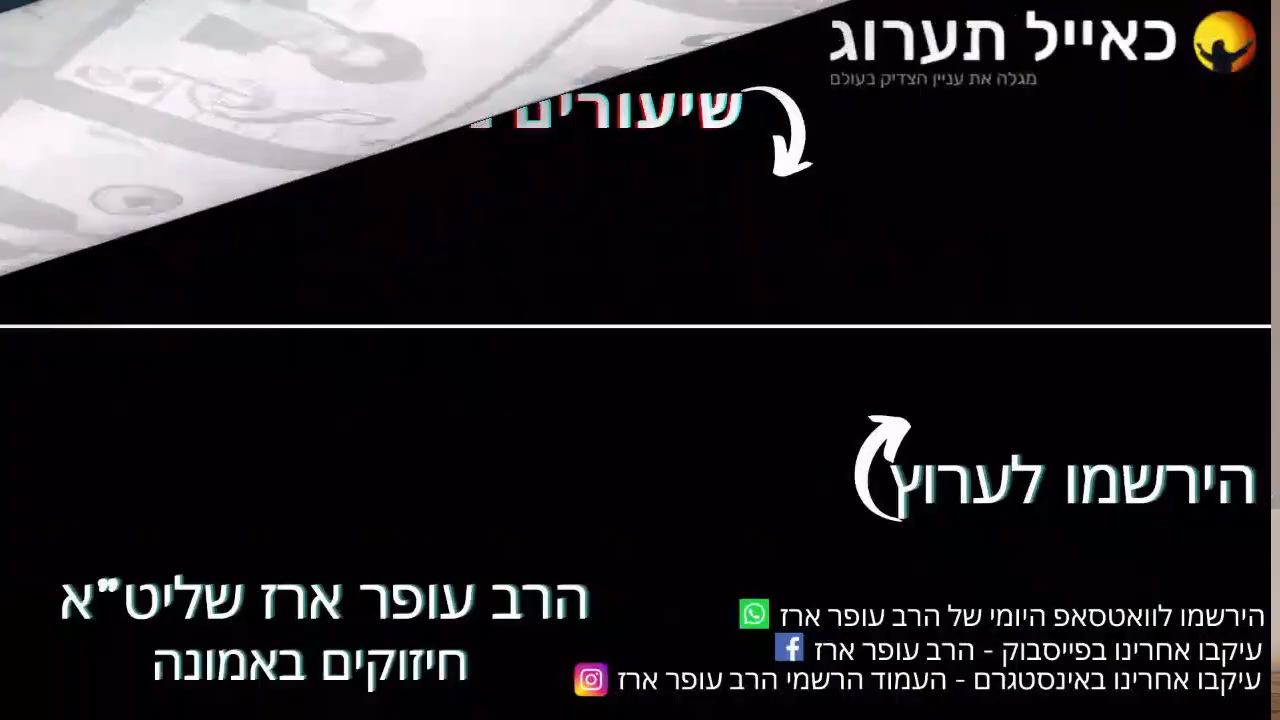 כאייל תערוג
מגלה את עניין הצדיק בעולם
שיעורים
הירשמו לערוץ
הרב עופר ארז שליט"א
חיזוקים באמונה
הירשמו לוואטסאפ היומי של הרב עופר ארז
עיקבו אחרינו בפייסבוק - הרב עופר ארז
עיקבו אחרינו באינסטגרם - העמוד הרשמי הרב עופר ארז